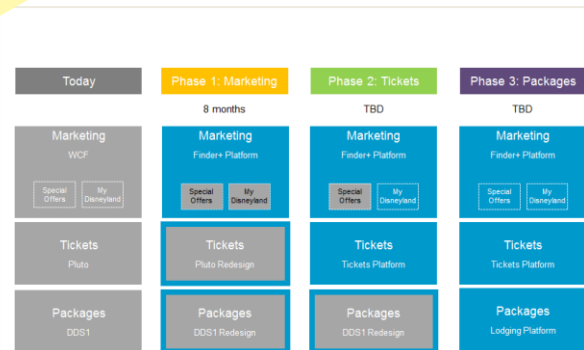 Today
Phase 1: Marketing
Phase 2: Tickets
Phase 3: Packages
8 months
TBD
TBD
Marketing
WCF
Special
Offers
My
Disneyland
Marketing
Finder+ Platform
Special
Offers
My
Disneyland
Marketing
Finder+ Platform
Special
Offers
My
Disneyland
Marketing
Finder+ Platform
Special
Offers
My
Disneyland
Tickets
Pluto
Tickets
Pluto Redesign
Tickets
Tickets Platform
Tickets
Tickets Platform
Packages
DDS1
Packages
DDS1 Redesign
Packages
DDS1 Redesign
Packages
Lodging Platform